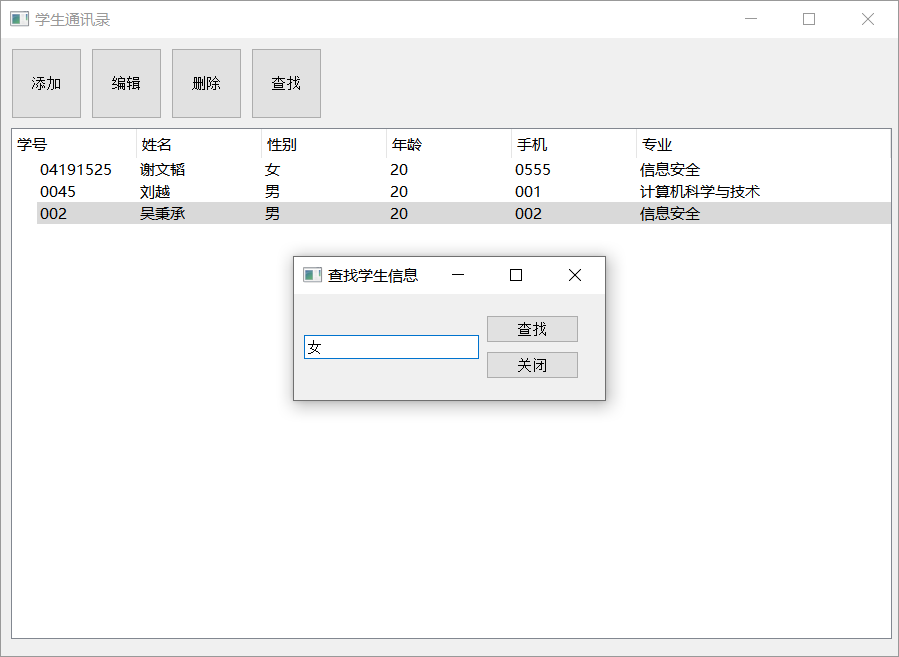 学生通讯录
添加 编辑 删除 查找
学号 姓名 性别 年龄 手机 专业
04191525 谢文韬 女 20 0555 信息安全
0045 刘越 男 20 001 计算机科学与技术
002 吴秉承 男 20 002 信息安全
查找学生信息
女
查找
关闭